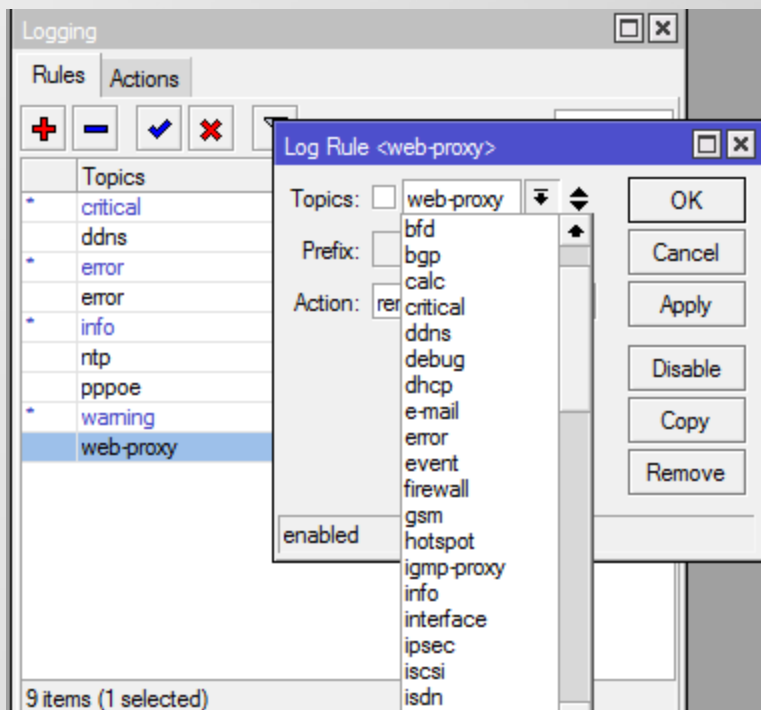 Logging
Rules
Actions
Topics
* critical
ddns
* error
error
* info
ntp
pppoe
* warning
web-proxy
9 items (1 selected)
Log Rule <web-proxy>
Topics: web-proxy
Prefix:
Action: rem
bfd
bgp
calc
critical
ddns
debug
dhcp
e-mail
error
event
firewall
gsm
hotspot
igmp-proxy
info
interface
ipsec
iscsi
isdn
enabled
OK
Cancel
Apply
Disable
Copy
Remove